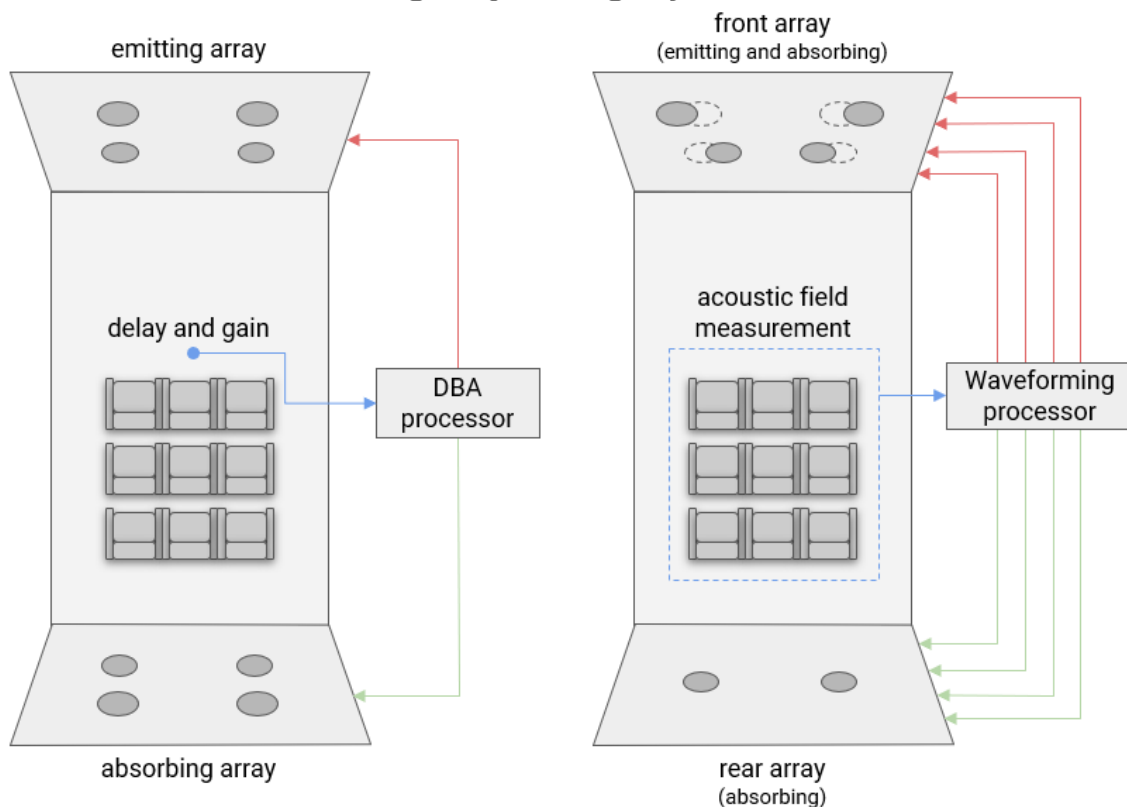 emitting array
delay and gain
DBA
processor
absorbing array
front array
(emitting and absorbing)
acoustic field
measurement
Waveforming
processor
rear array
(absorbing)